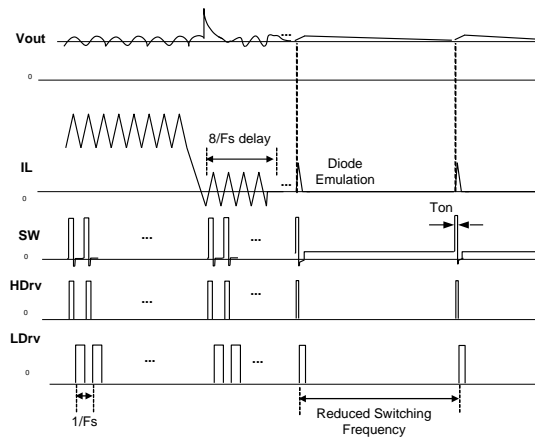 Vout
...
0
8/Fs delay
IL
...
Diode
Emulation
0
Ton
SW
...
...
0
HDrv
...
...
0
LDrv
...
...
0
1/Fs
Reduced Switching
Frequency